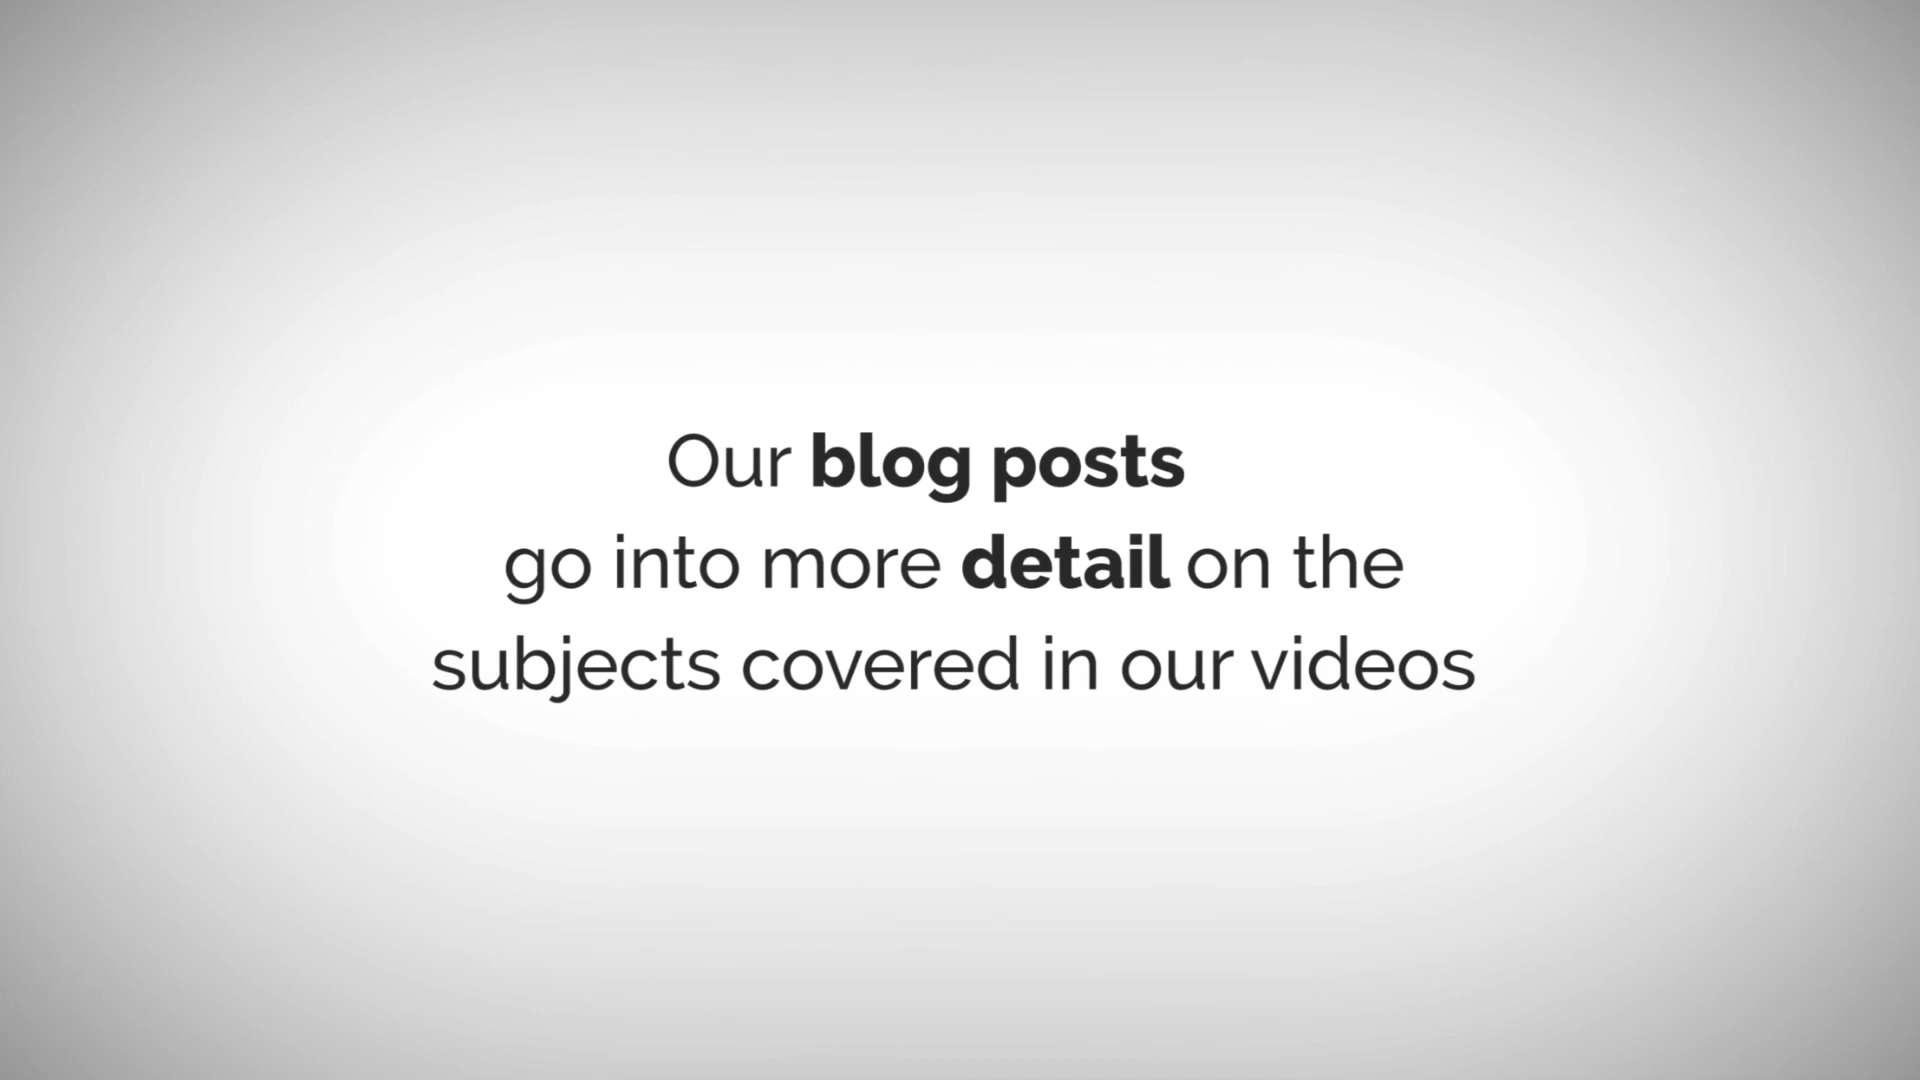 Our blog posts
go into more detail on the
subjects covered in our videos